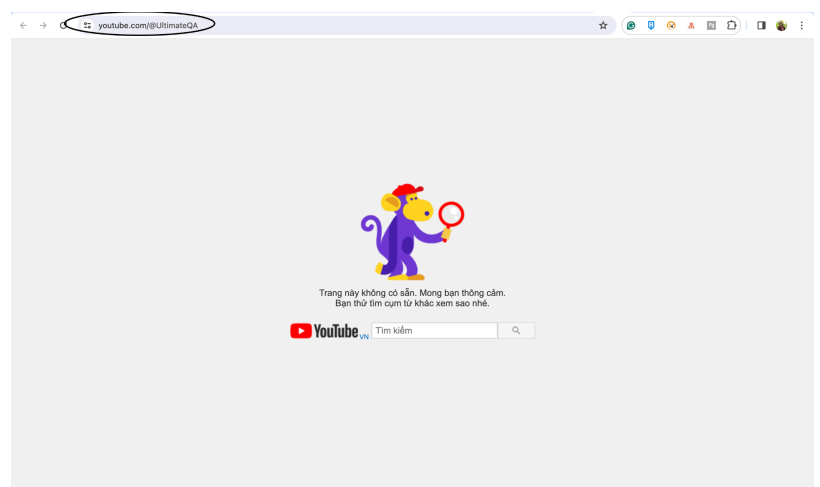 youtube.com/@UltimateQA
Trang này không có sẵn. Mong bạn thông cảm.
Bạn thử tìm cụm từ khác xem sao nhé.
YouTube VN Tìm kiếm